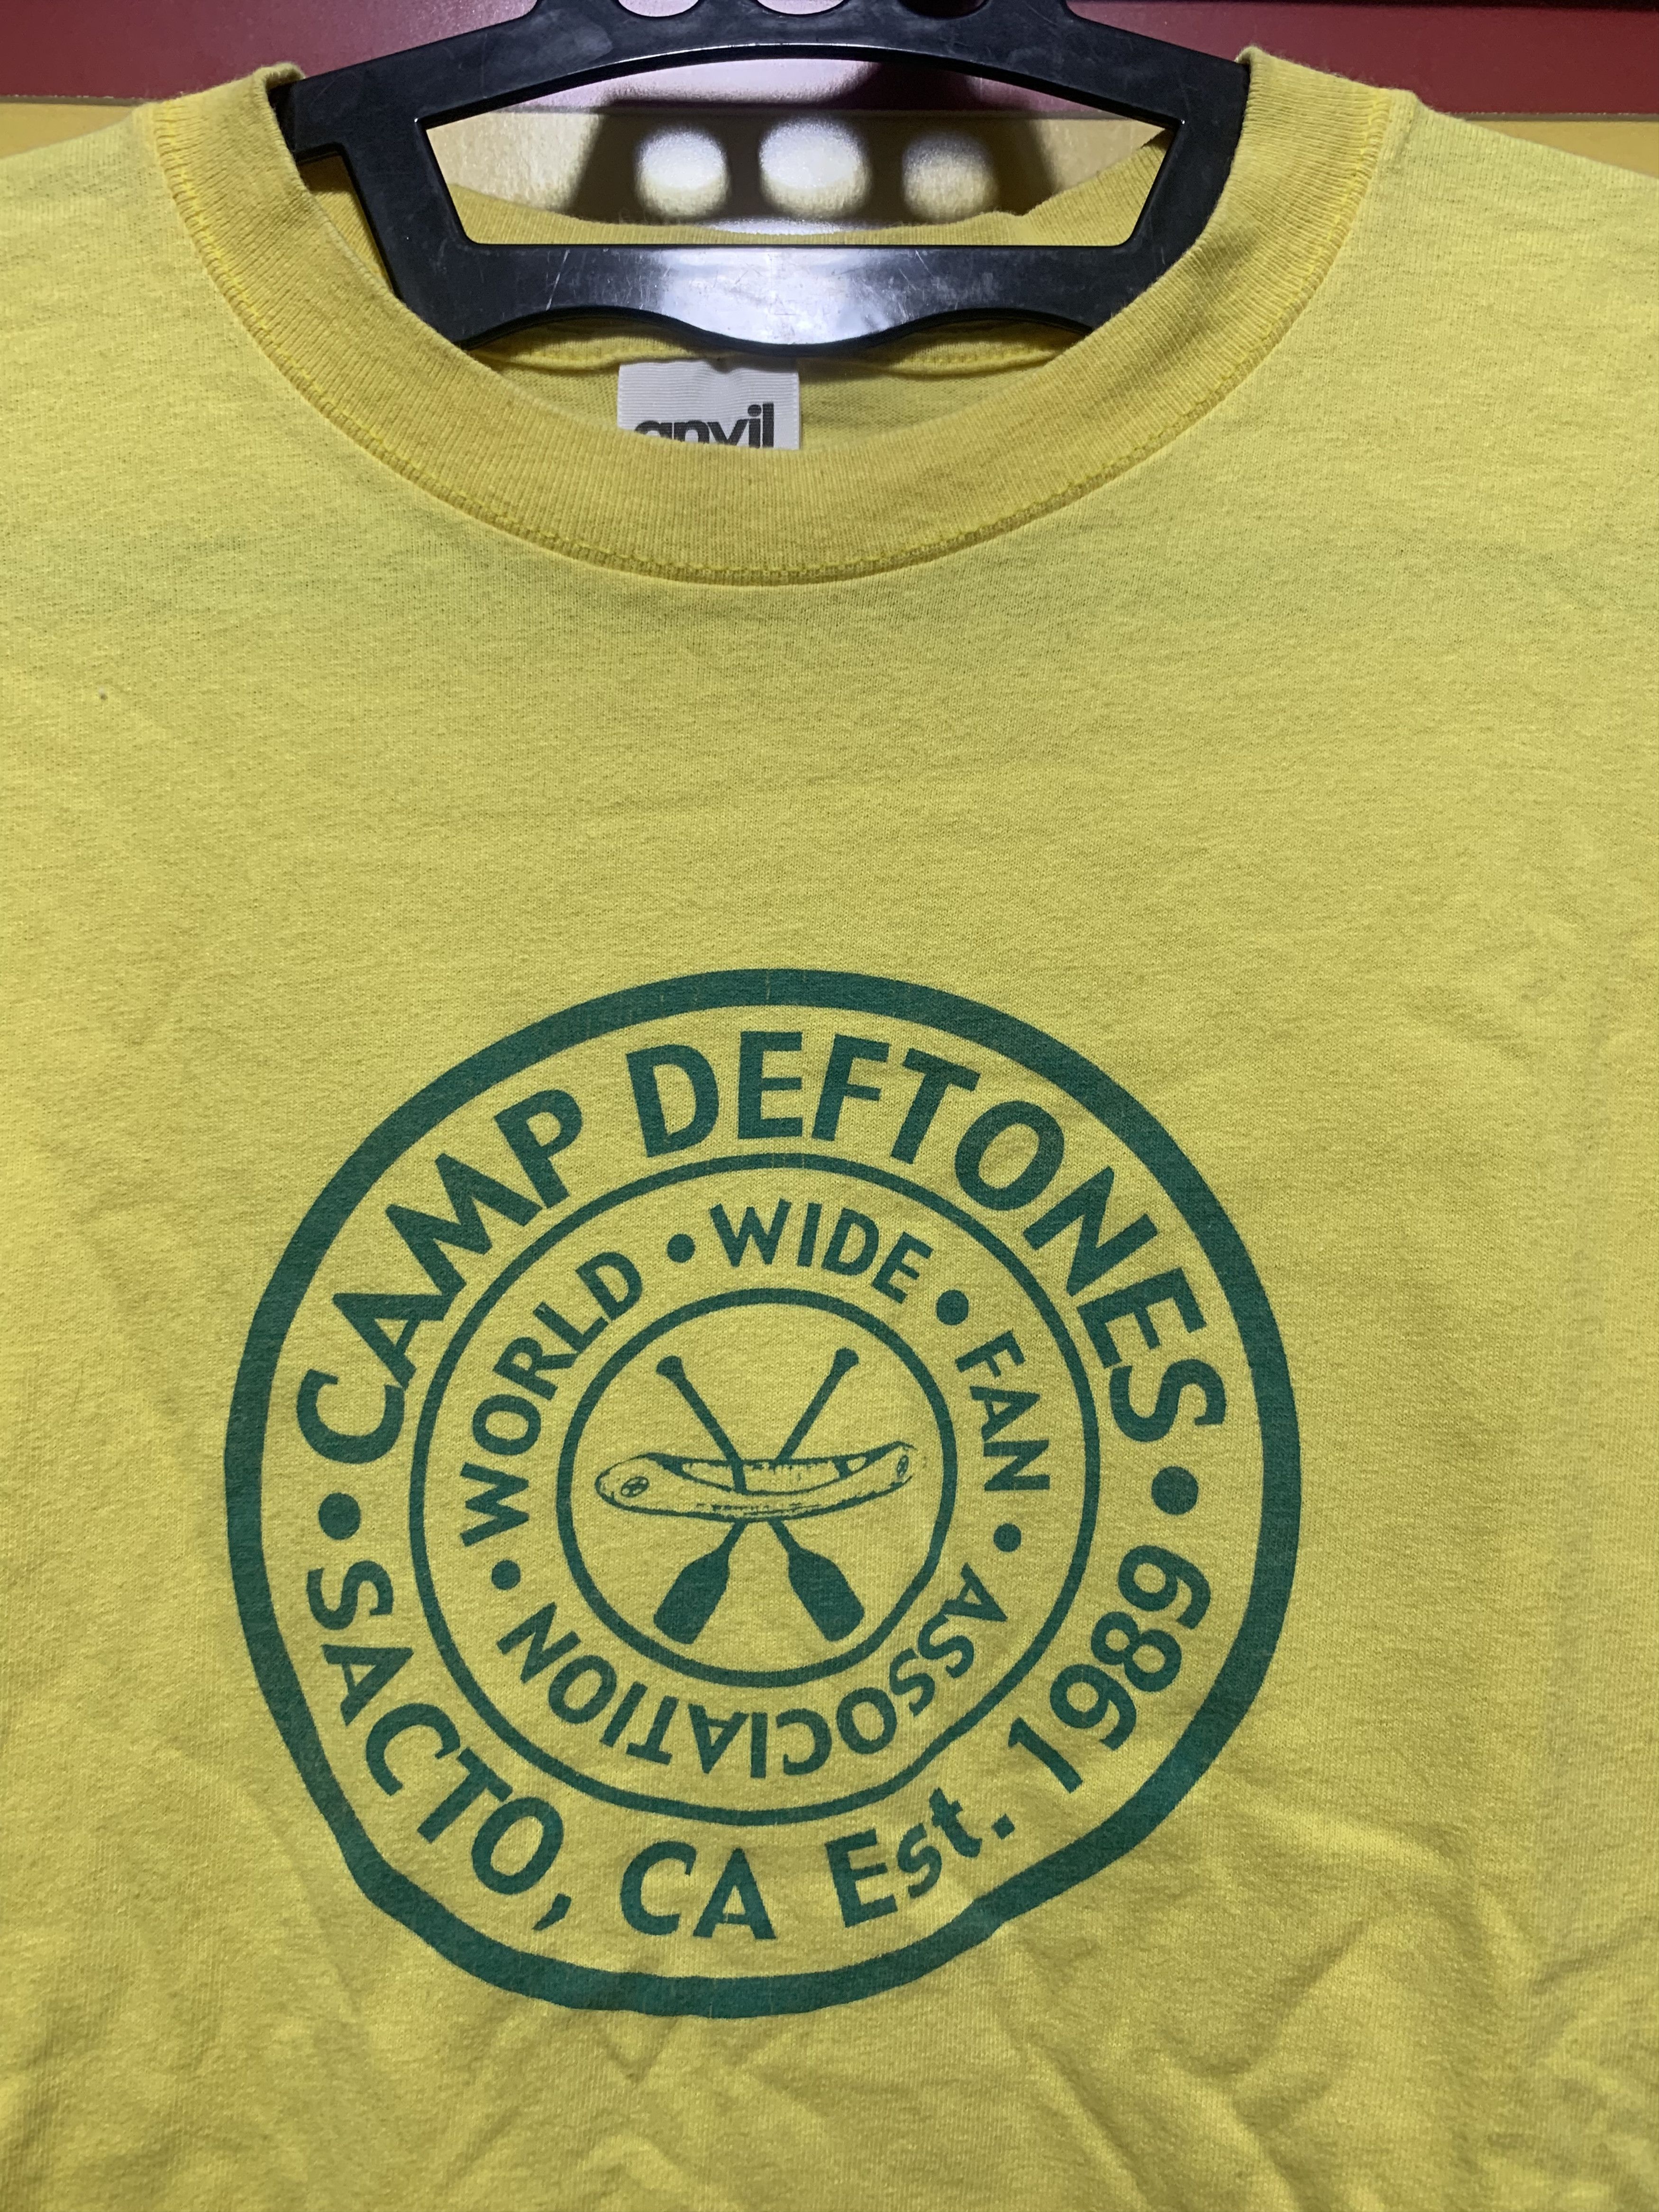 anvil
CAMP DEFTONES
• SACTO, CA Est. 1989 •
WORLD • WIDE • FAN • ASSOCIATION •